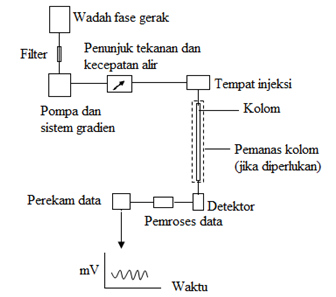 Wadah fase gerak
Filter
Penunjuk tekanan dan
kecepatan alir
Pompa dan
sistem gradien
Tempat injeksi
Kolom
Pemanas kolom
(jika diperlukan)
Perekam data
Pemroses data
Detektor
mV
Waktu